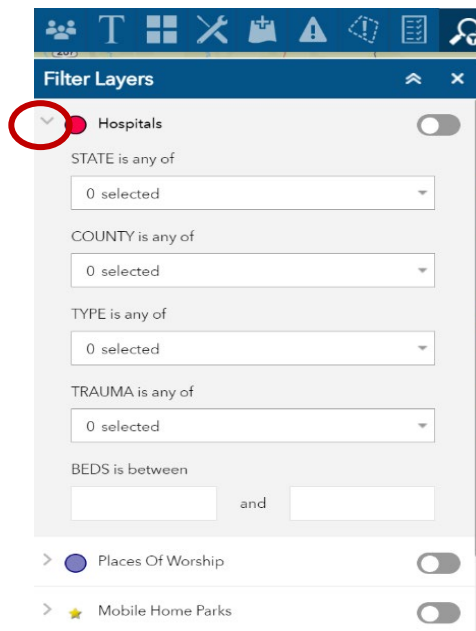 T
287
Filter Layers
Hospitals
STATE is any of
0 selected
COUNTY is any of
0 selected
TYPE is any of
0 selected
TRAUMA is any of
0 selected
BEDS is between
and
Places Of Worship
Mobile Home Parks